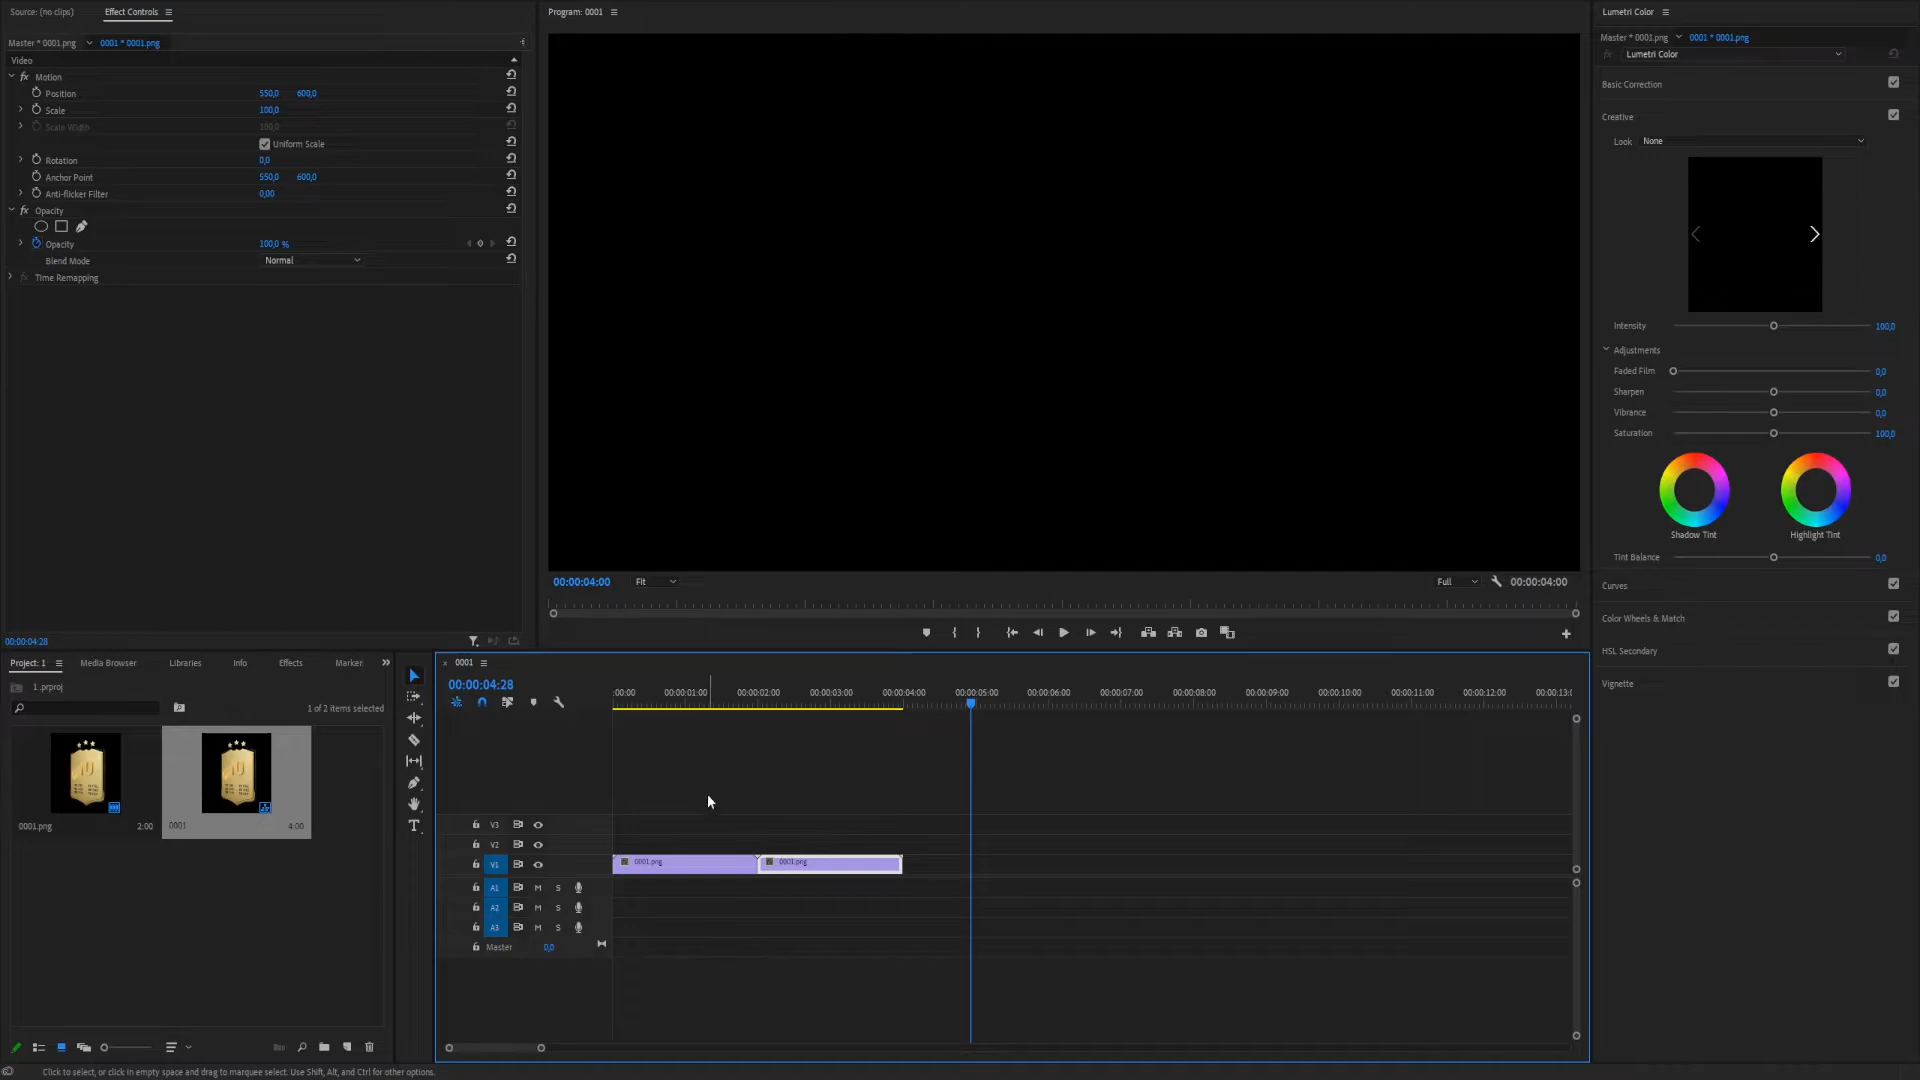 Source: (no clips)
Effect Controls
Master * 0001.png
0001 * 0001.png
Video
fx Motion
Position 550,0 600,0
Scale 100,0
Scale Width 100,0
Uniform Scale
Rotation 0,0
Anchor Point 550,0 600,0
Anti-flicker Filter 0,00
fx Opacity
Opacity 100,0 %
Blend Mode Normal
fx Time Remapping
00:00:04:28
Program: 0001
00:00:04:00 Fit Full 00:00:04:00
Lumetri Color
Master * 0001.png 0001 * 0001.png
fx Lumetri Color
Basic Correction
Creative
Look None
Intensity 100,0
Adjustments
Faded Film 0,0
Sharpen 0,0
Vibrance 0,0
Saturation 100,0
Shadow Tint Highlight Tint
Tint Balance 0,0
Curves
Color Wheels & Match
HSL Secondary
Vignette
Project: 1 Media Browser Libraries Info Effects Marker
1.prproj
1 of 2 items selected
0001.png 2:00
0001 4:00
0001
00:00:04:28
:00:00 00:00:01:00 00:00:02:00 00:00:03:00 00:00:04:00 00:00:05:00 00:00:06:00 00:00:07:00 00:00:08:00 00:00:09:00 00:00:10:00 00:00:11:00 00:00:12:00 00:00:13:0
V3
V2
V1 0001.png 0001.png
A1 M S
A2 M S
A3 M S
Master 0,0
Click to select, or click in empty space and drag to marquee select. Use Shift, Alt, and Ctrl for other options.